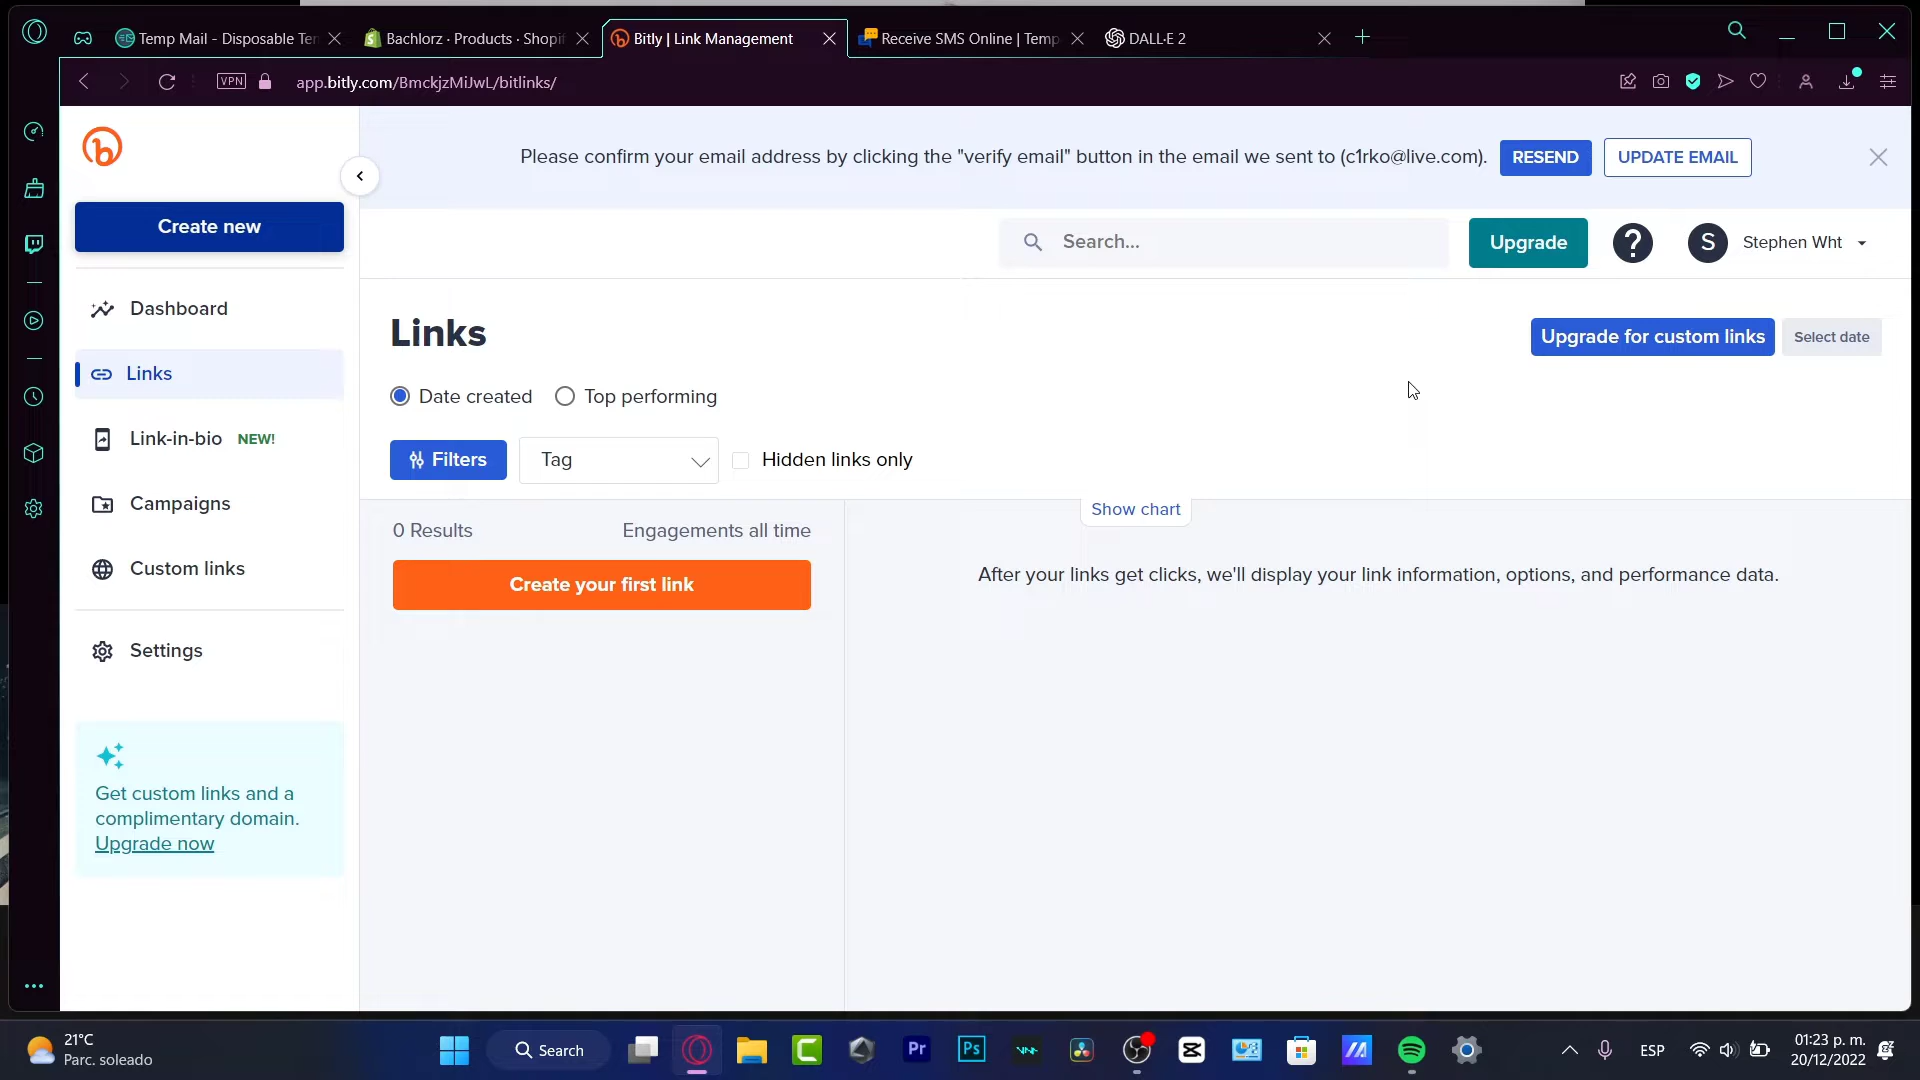 Temp Mail - Disposable Ten
Bachlorz · Products · Shopif
Bitly | Link Management
Receive SMS Online | Temp
DALL·E 2
VPN
app.bitly.com/BmckjzMiJwL/bitlinks/
Please confirm your email address by clicking the "verify email" button in the email we sent to (c1rko@live.com).
RESEND
UPDATE EMAIL
Create new
Search...
Upgrade
?
S
Stephen Wht
Dashboard
Links
Link-in-bio NEW!
Campaigns
Custom links
Settings
Get custom links and a
complimentary domain.
Upgrade now
Links
Upgrade for custom links
Select date
Date created
Top performing
Filters
Tag
Hidden links only
Show chart
0 Results
Engagements all time
Create your first link
After your links get clicks, we'll display your link information, options, and performance data.
21°C
Parc. soleado
Search
Pr
Ps
ESP
01:23 p. m.
20/12/2022